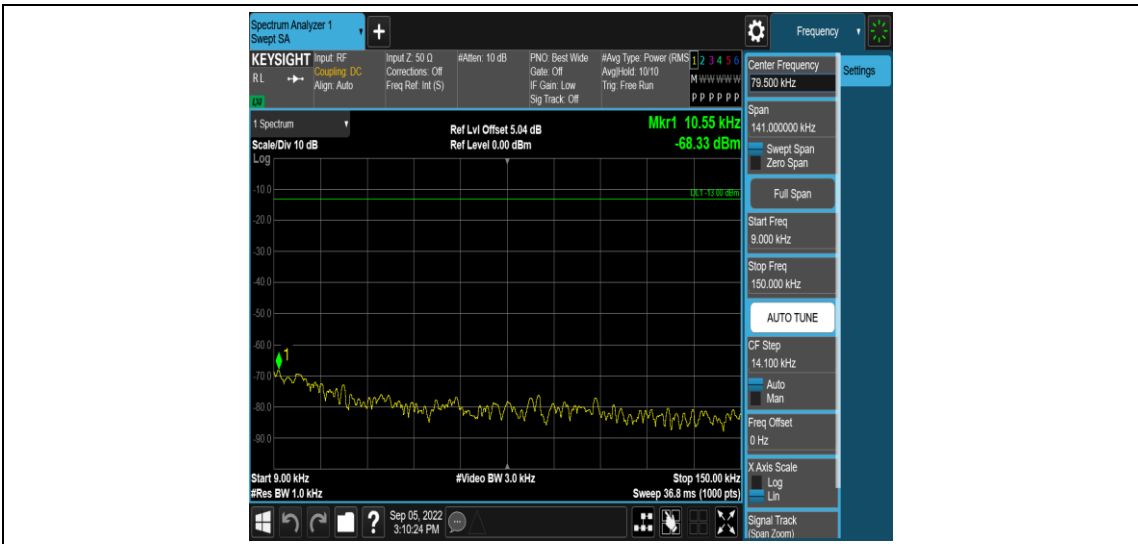 Spectrum Analyzer 1
Swept SA
+
Frequency
KEYSIGHT
RL
LXI
Input: RF
Coupling: DC
Align: Auto
Input Z: 50 Ω
Corrections: Off
Freq Ref: Int (S)
#Atten: 10 dB
PNO: Best Wide
Gate: Off
IF Gain: Low
Sig Track: Off
#Avg Type: Power (RMS
Avg|Hold: 10/10
Trig: Free Run
1 2 3 4 5 6
M W W W W W
P P P P P P
Center Frequency
79.500 kHz
Settings
1 Spectrum
Scale/Div 10 dB
Log
Ref Lvl Offset 5.04 dB
Ref Level 0.00 dBm
Mkr1 10.55 kHz
-68.33 dBm
Span
141.000000 kHz
Swept Span
Zero Span
Full Span
Start Freq
9.000 kHz
Stop Freq
150.000 kHz
AUTO TUNE
CF Step
14.100 kHz
Auto
Man
Freq Offset
0 Hz
X Axis Scale
Log
Lin
Signal Track
(Span Zoom)
DL1 -13.00 dBm
-10.0
-20.0
-30.0
-40.0
-50.0
-60.0
1
-70.0
-80.0
-90.0
Start 9.00 kHz
#Video BW 3.0 kHz
Stop 150.00 kHz
#Res BW 1.0 kHz
Sweep 36.8 ms (1000 pts)
?
Sep 05, 2022
3:10:24 PM